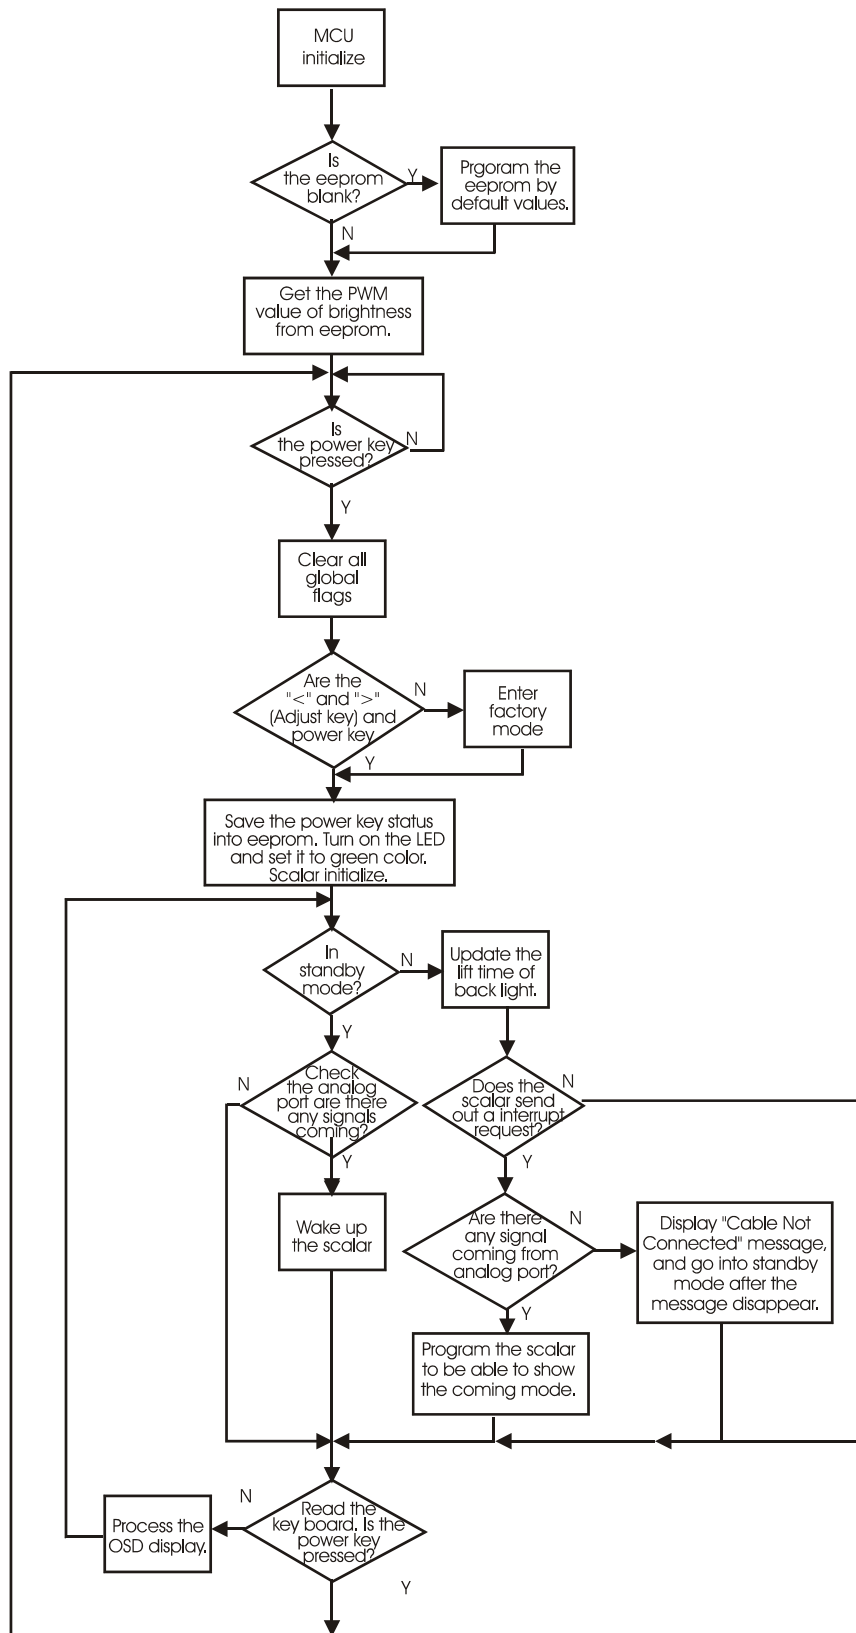 MCU
initialize
Is
the eeprom
blank?
Y
Prgoram the
eeprom by
default values.
N
Get the PWM
value of brightness
from eeprom.
Is
the power key
pressed?
N
Y
Clear all
global
flags
Are the
"<" and ">"
(Adjust key) and
power key
N
Enter
factory
mode
Y
Save the power key status
into eeprom. Turn on the LED
and set it to green color.
Scalar initialize.
In
standby
mode?
N
Update the
lift time of
back light.
Y
N
Check
the analog
port are there
any signals
coming?
Does the
scalar send
out a interrupt
request?
N
Y
Y
Wake up
the scalar
Are there
any signal
coming from
analog port?
N
Display "Cable Not
Connected" message,
and go into standby
mode after the
message disappear.
Y
Program the scalar
to be able to show
the coming mode.
N
Process the
OSD display.
Read the
key board. Is the
power key
pressed?
Y